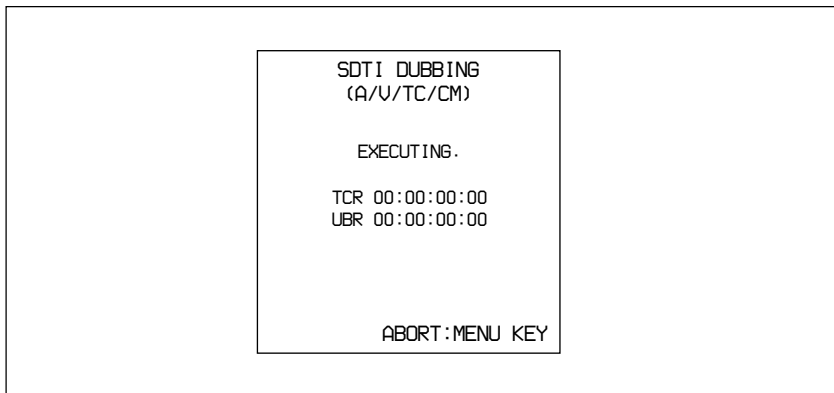 SDTI DUBBING
(A/V/TC/CM)
EXECUTING.
TCR 00:00:00:00
UBR 00:00:00:00
ABORT:MENU KEY